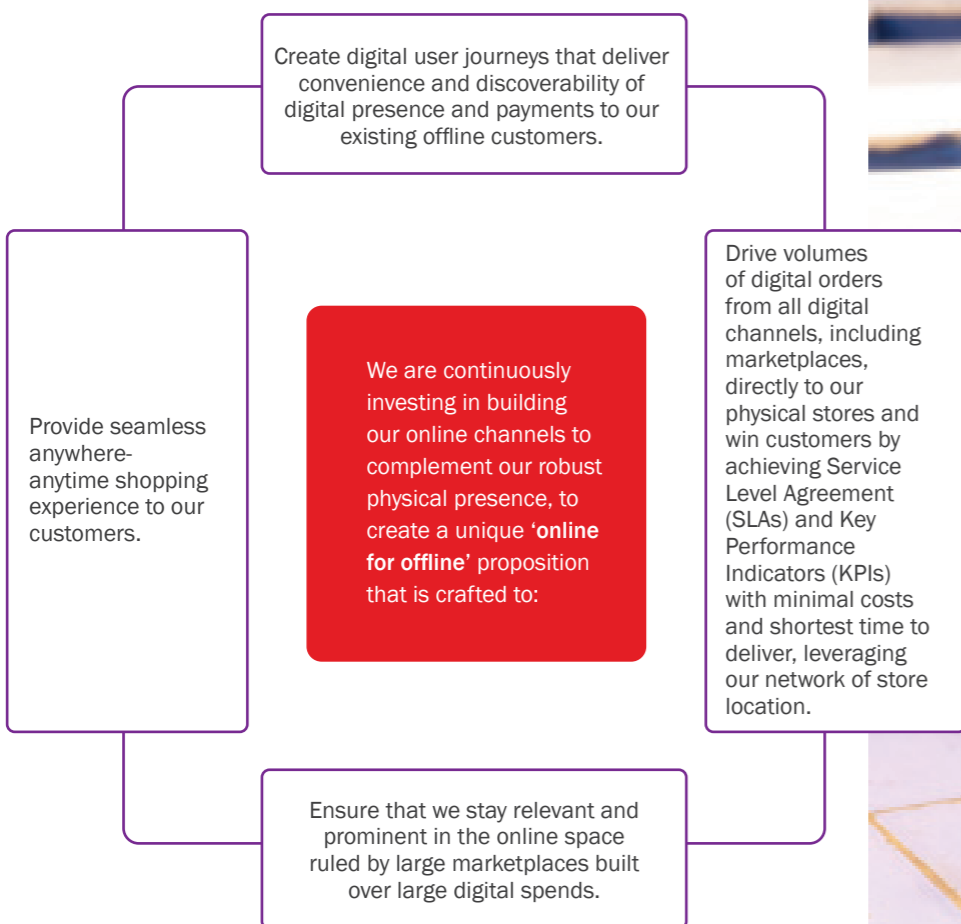 Create digital user journeys that deliver
convenience and discoverability of
digital presence and payments to our
existing offline customers.
Provide seamless
anywhere-
anytime shopping
experience to our
customers.
We are continuously
investing in building
our online channels to
complement our robust
physical presence, to
create a unique ‘online
for offline’ proposition
that is crafted to:
Drive volumes
of digital orders
from all digital
channels, including
marketplaces,
directly to our
physical stores and
win customers by
achieving Service
Level Agreement
(SLAs) and Key
Performance
Indicators (KPIs)
with minimal costs
and shortest time to
deliver, leveraging
our network of store
location.
Ensure that we stay relevant and
prominent in the online space
ruled by large marketplaces built
over large digital spends.